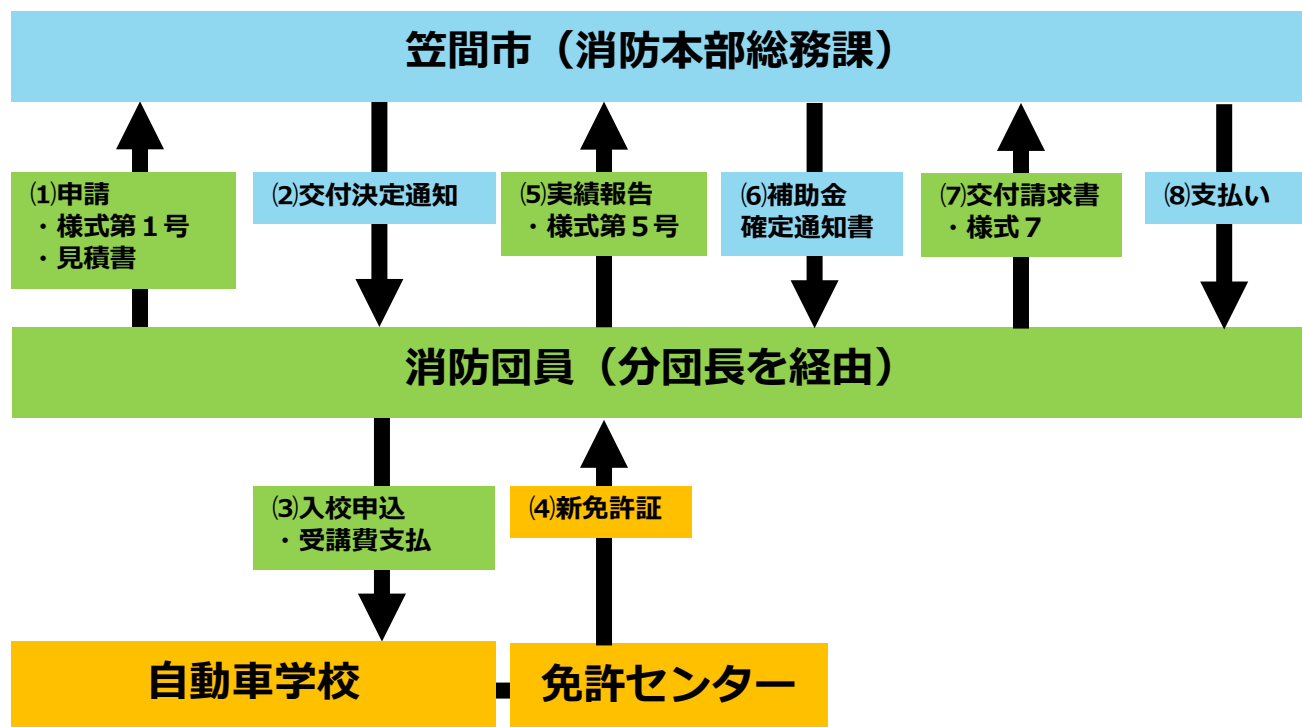 笠間市（消防本部総務課）
⑴申請
・様式第１号
・見積書
⑵交付決定通知
⑸実績報告
・様式第５号
⑹補助金
確定通知書
⑺交付請求書
・様式７
⑻支払い
消防団員（分団長を経由）
⑶入校申込
・受講費支払
⑷新免許証
自動車学校
免許センター